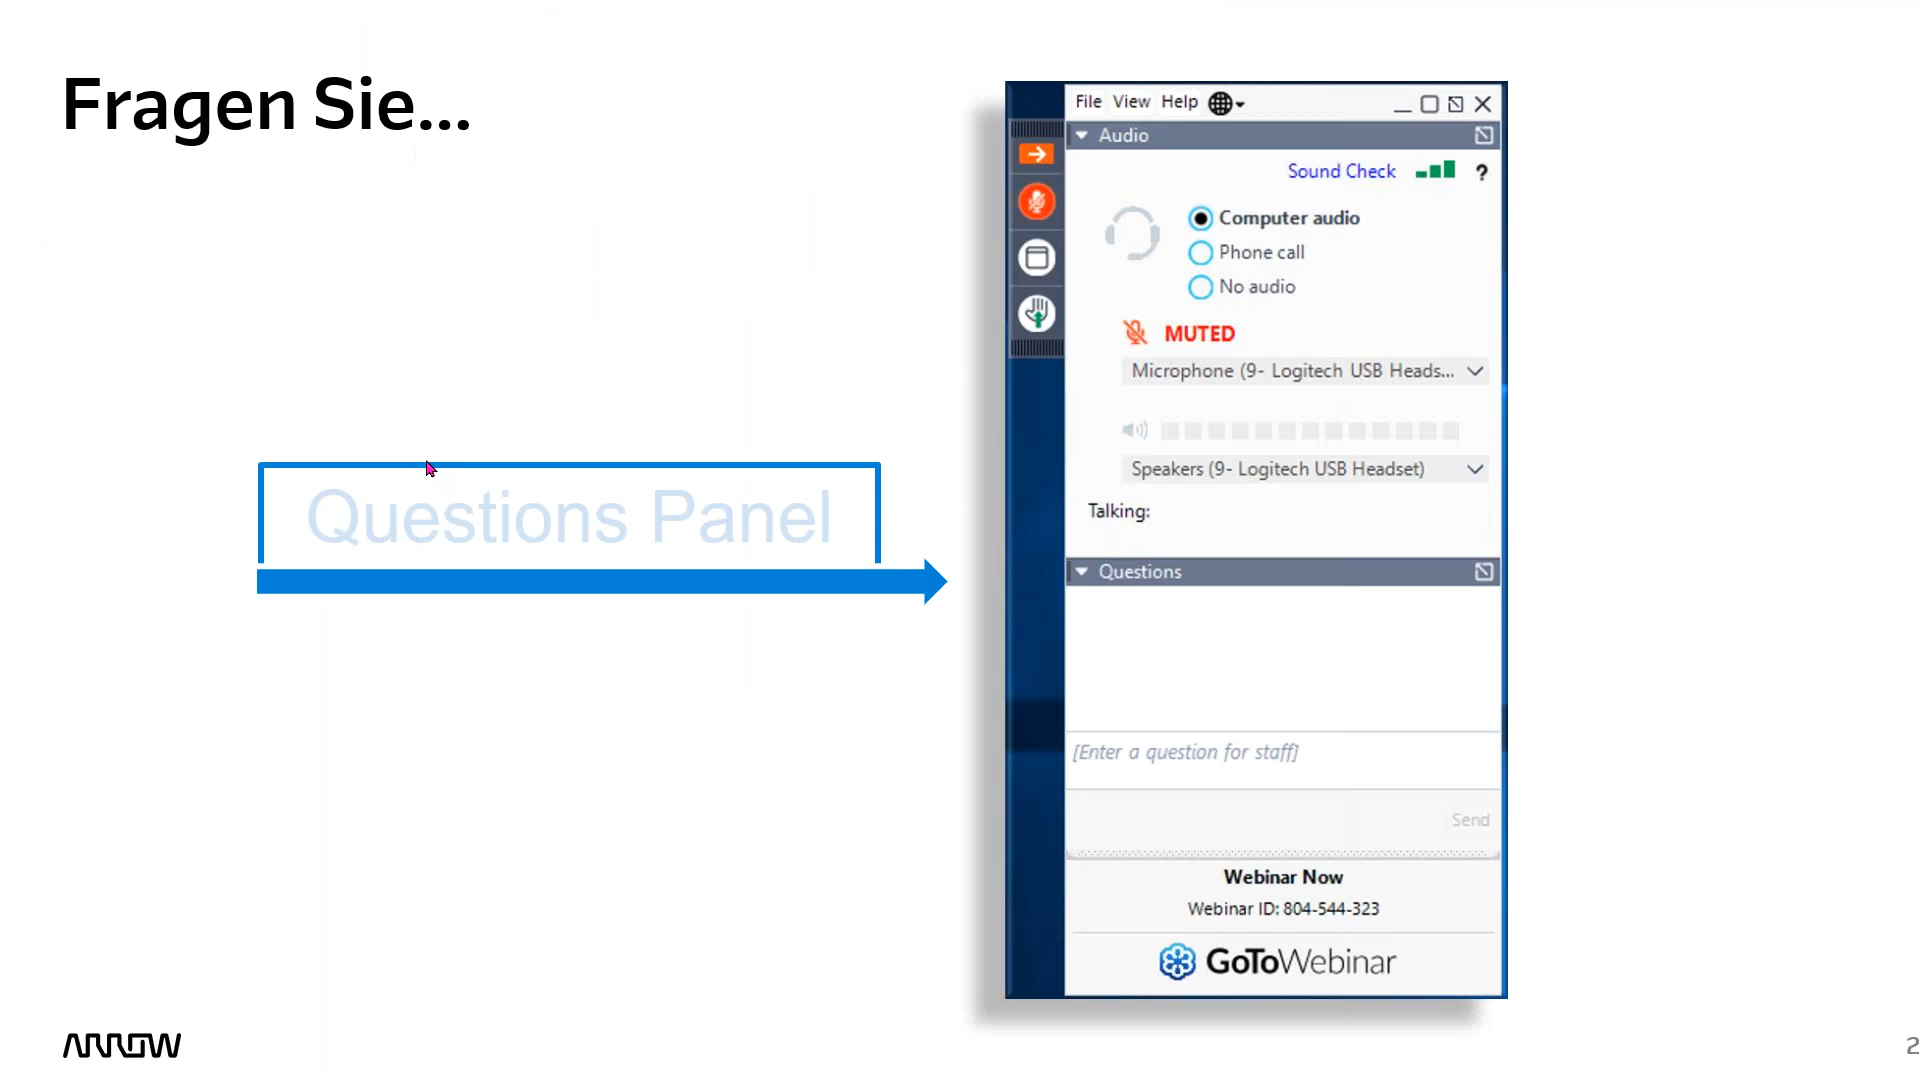 Fragen Sie...
Questions Panel
File View Help
Audio
Sound Check ?
Computer audio
Phone call
No audio
MUTED
Microphone (9- Logitech USB Heads...
Speakers (9- Logitech USB Headset)
Talking:
Questions
[Enter a question for staff]
Send
Webinar Now
Webinar ID: 804-544-323
GoToWebinar
ARROW
2